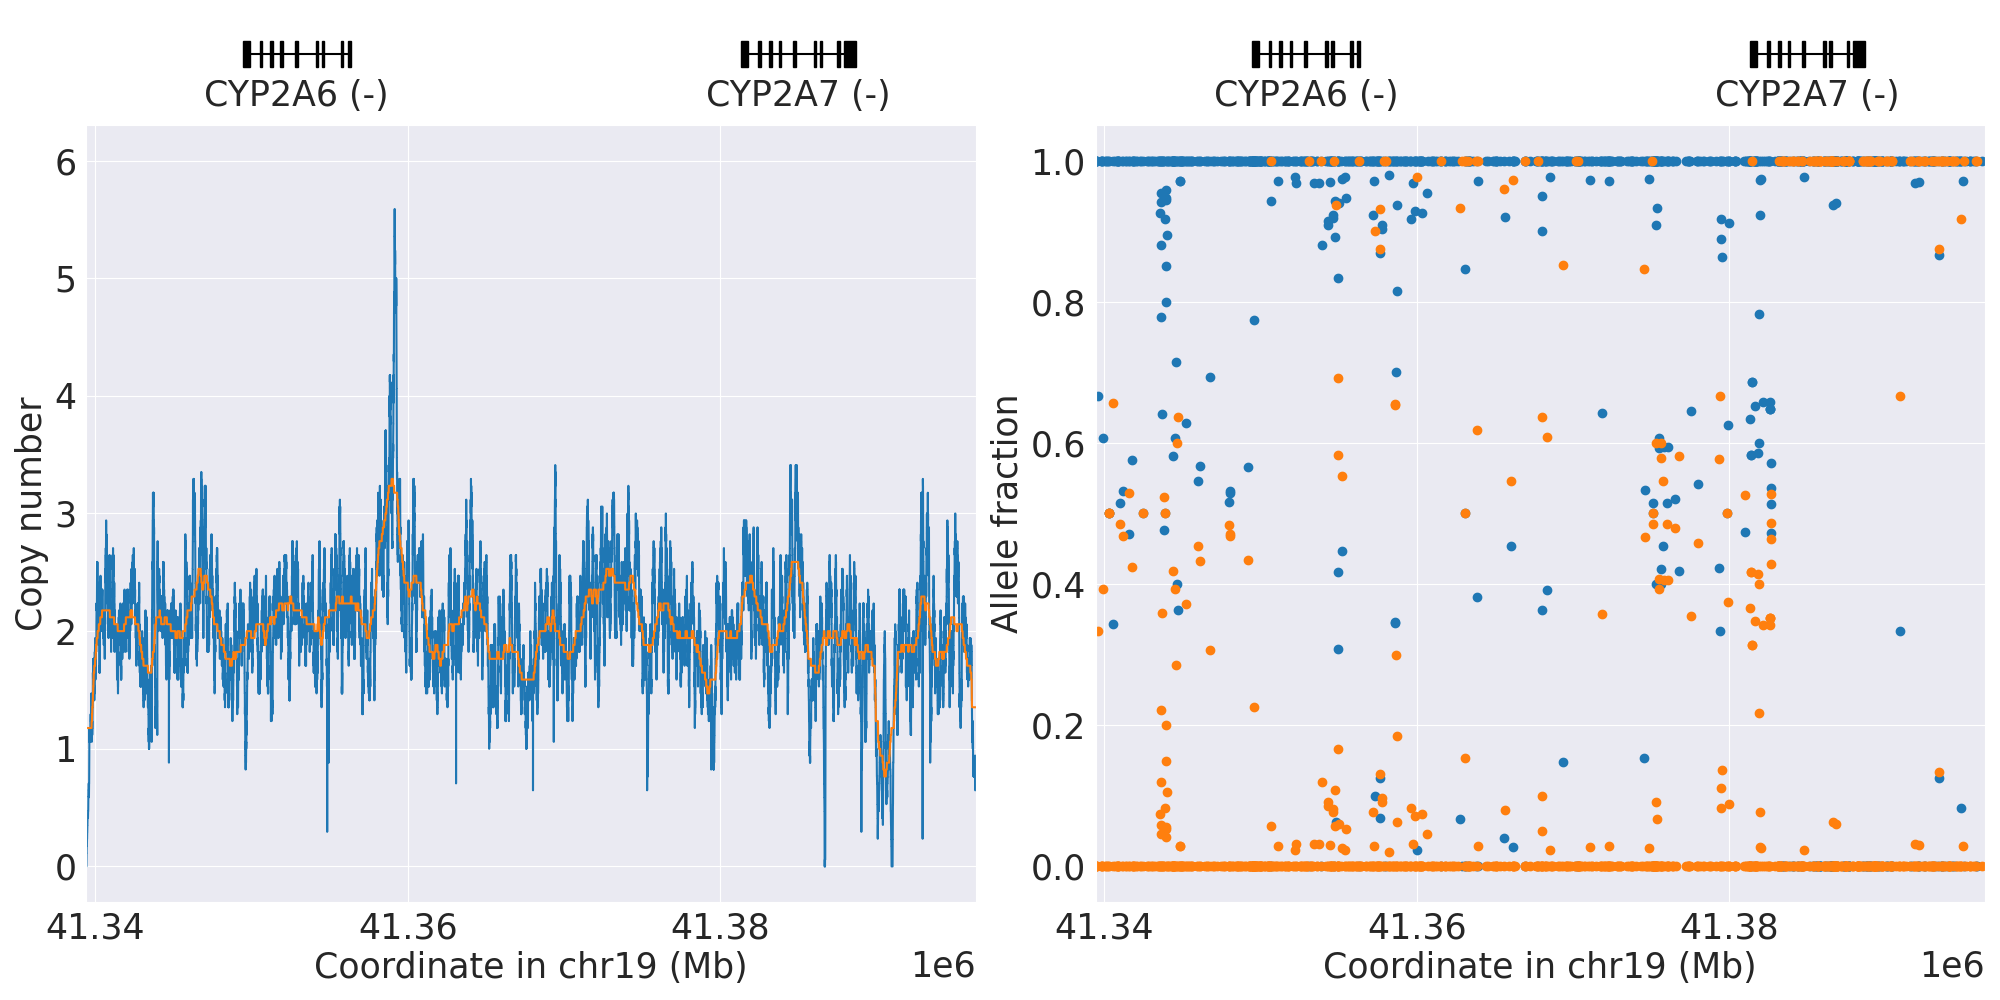 CYP2A6 (-)
CYP2A7 (-)
6
5
4
3
2
1
0
Copy number
41.34
41.36
41.38
Coordinate in chr19 (Mb)
1e6
CYP2A6 (-)
CYP2A7 (-)
1.0
0.8
0.6
0.4
0.2
0.0
Allele fraction
41.34
41.36
41.38
Coordinate in chr19 (Mb)
1e6